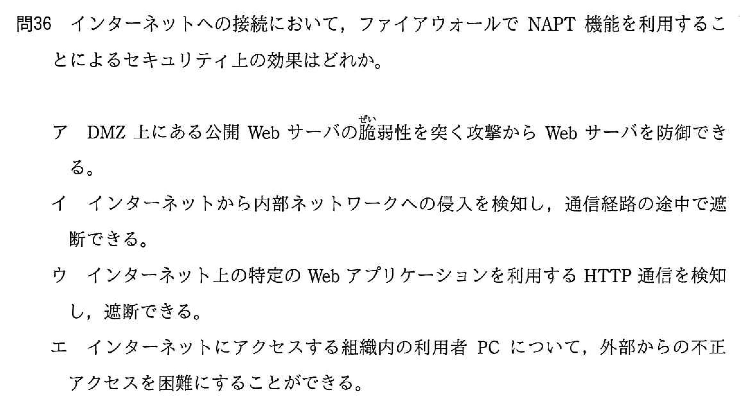 問36 インターネットへの接続において，ファイアウォールで NAPT 機能を利用するこ
とによるセキュリティ上の効果はどれか。
ア DMZ 上にある公開 Web サーバの脆弱性を突く攻撃から Web サーバを防御でき
る。
イ インターネットから内部ネットワークへの侵入を検知し，通信経路の途中で遮
断できる。
ウ インターネット上の特定の Web アプリケーションを利用する HTTP 通信を検知
し，遮断できる。
エ インターネットにアクセスする組織内の利用者 PC について，外部からの不正
アクセスを困難にすることができる。